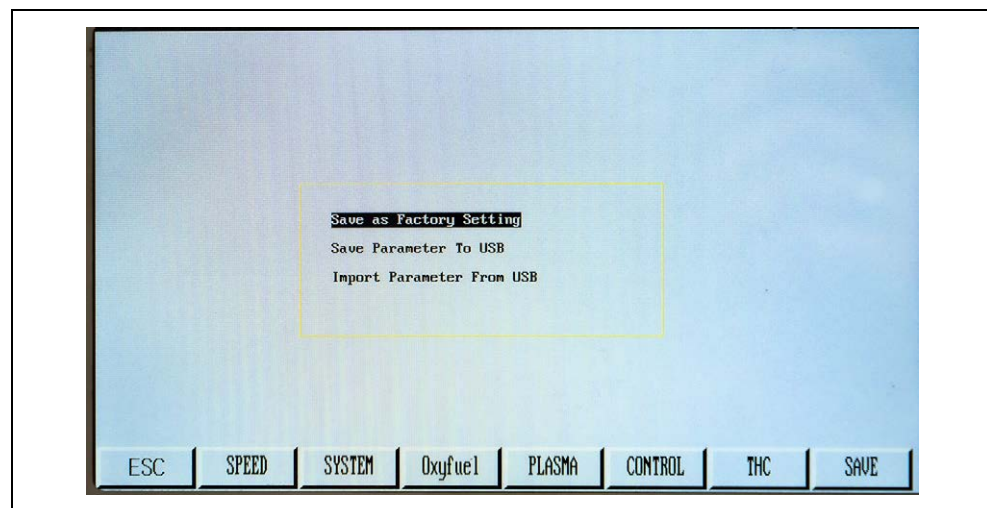 Save as Factory Setting
Save Parameter To USB
Import Parameter From USB
ESC SPEED SYSTEM Oxyfuel PLASMA CONTROL THC SAVE